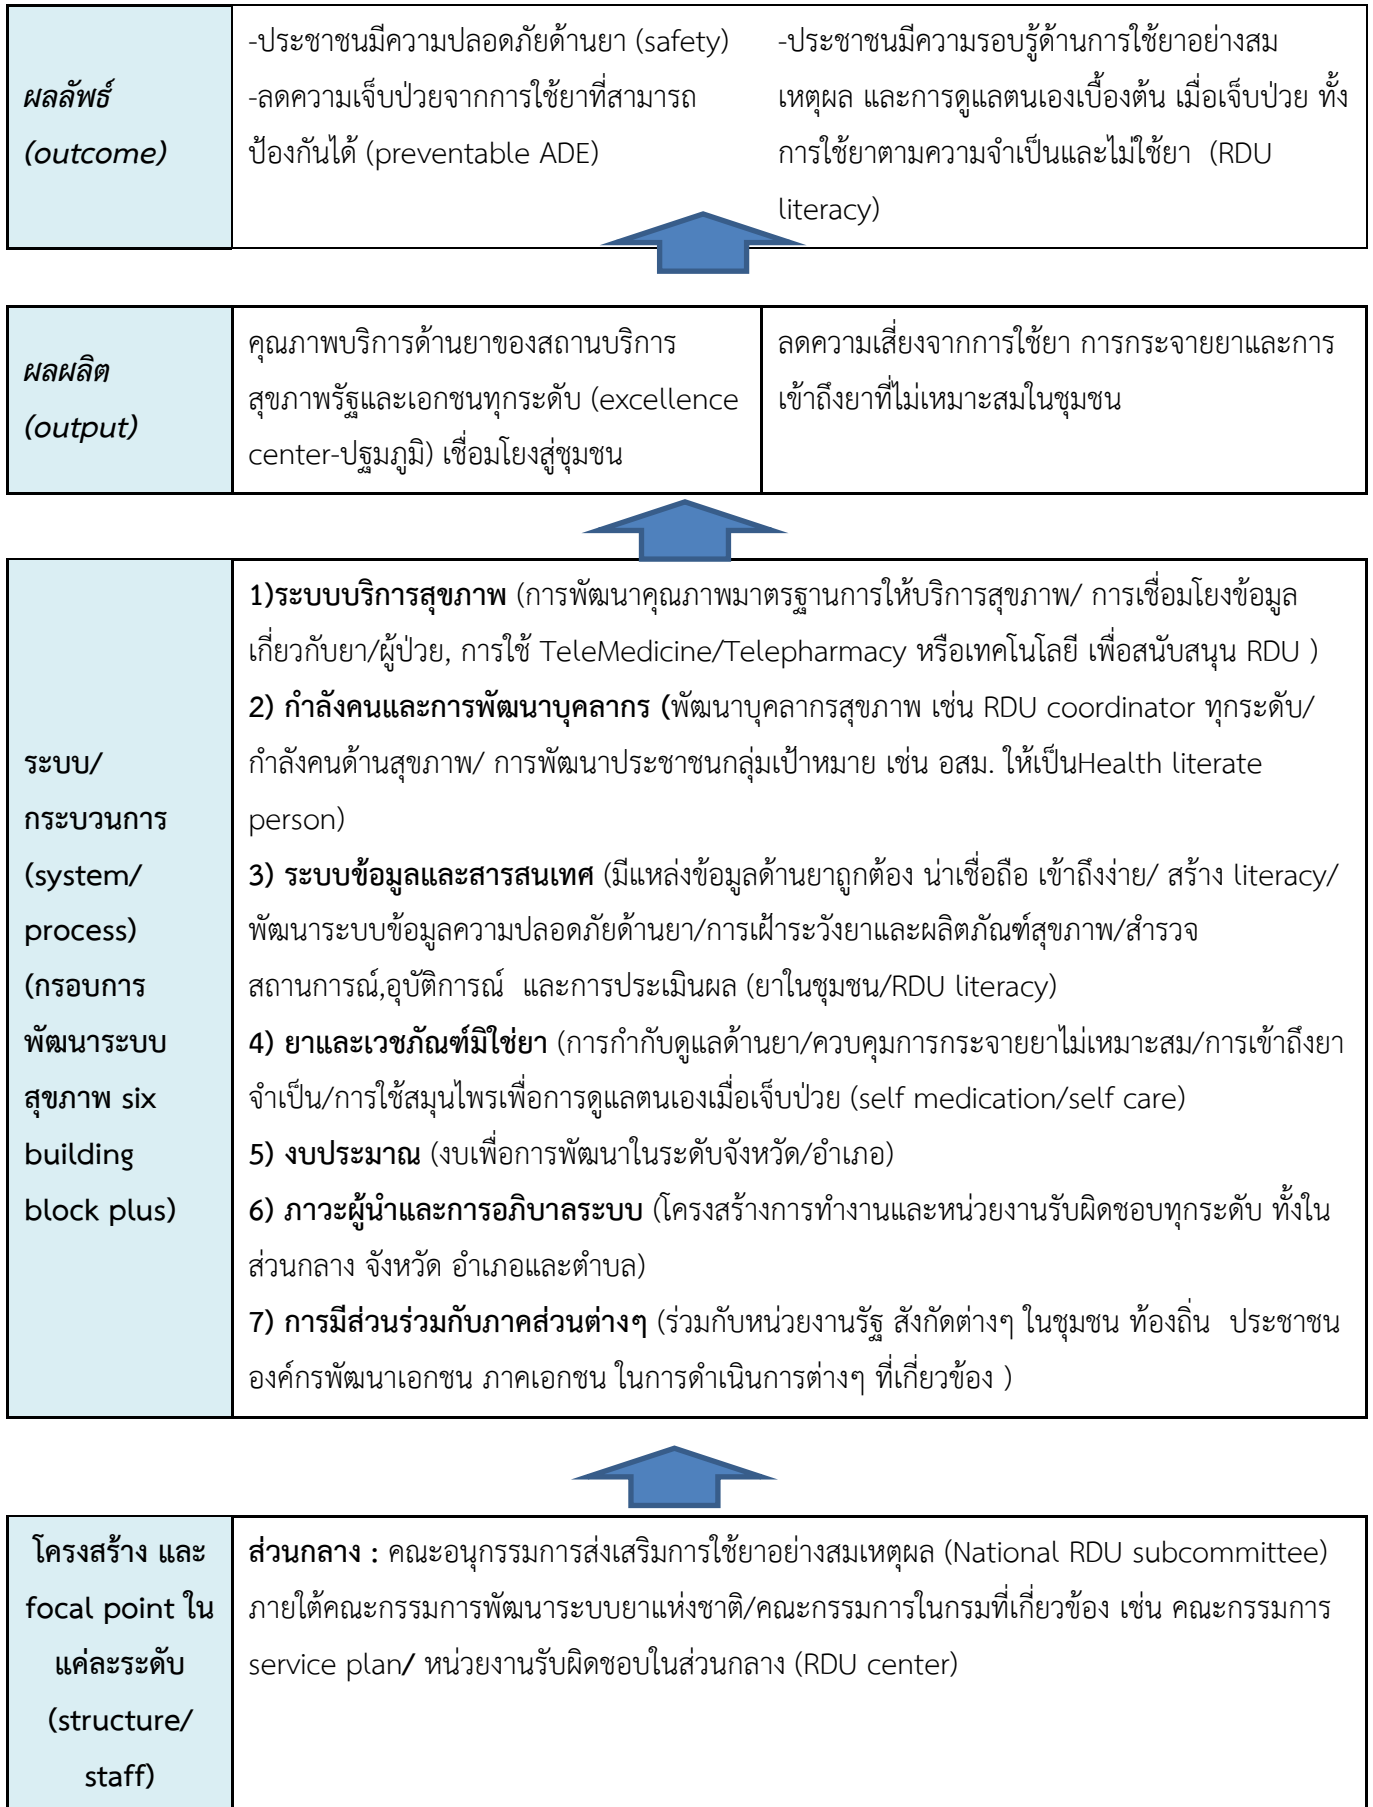 ผลลัพธ์
(outcome)
-ประชาชนมีความปลอดภัยด้านยา (safety)
-ลดความเจ็บป่วยจากการใช้ยาที่สามารถ
ป้องกันได้ (preventable ADE)
-ประชาชนมีความรอบรู้ด้านการใช้ยาอย่างสม
เหตุผล และการดูแลตนเองเบื้องต้น เมื่อเจ็บป่วย ทั้ง
การใช้ยาตามความจำเป็นและไม่ใช้ยา (RDU
literacy)
ผลผลิต
(output)
คุณภาพบริการด้านยาของสถานบริการ
สุขภาพรัฐและเอกชนทุกระดับ (excellence
center-ปฐมภูมิ) เชื่อมโยงสู่ชุมชน
ลดความเสี่ยงจากการใช้ยา การกระจายยาและการ
เข้าถึงยาที่ไม่เหมาะสมในชุมชน
ระบบ/
กระบวนการ
(system/
process)
(กรอบการ
พัฒนาระบบ
สุขภาพ six
building
block plus)
1)ระบบบริการสุขภาพ (การพัฒนาคุณภาพมาตรฐานการให้บริการสุขภาพ/ การเชื่อมโยงข้อมูล
เกี่ยวกับยา/ผู้ป่วย, การใช้ TeleMedicine/Telepharmacy หรือเทคโนโลยี เพื่อสนับสนุน RDU )
2) กำลังคนและการพัฒนาบุคลากร (พัฒนาบุคลากรสุขภาพ เช่น RDU coordinator ทุกระดับ/
กำลังคนด้านสุขภาพ/ การพัฒนาประชาชนกลุ่มเป้าหมาย เช่น อสม. ให้เป็นHealth literate
person)
3) ระบบข้อมูลและสารสนเทศ (มีแหล่งข้อมูลด้านยาถูกต้อง น่าเชื่อถือ เข้าถึงง่าย/ สร้าง literacy/
พัฒนาระบบข้อมูลความปลอดภัยด้านยา/การเฝ้าระวังยาและผลิตภัณฑ์สุขภาพ/สำรวจ
สถานการณ์,อุบัติการณ์ และการประเมินผล (ยาในชุมชน/RDU literacy)
4) ยาและเวชภัณฑ์มิใช่ยา (การกำกับดูแลด้านยา/ควบคุมการกระจายยาไม่เหมาะสม/การเข้าถึงยา
จำเป็น/การใช้สมุนไพรเพื่อการดูแลตนเองเมื่อเจ็บป่วย (self medication/self care)
5) งบประมาณ (งบเพื่อการพัฒนาในระดับจังหวัด/อำเภอ)
6) ภาวะผู้นำและการอภิบาลระบบ (โครงสร้างการทำงานและหน่วยงานรับผิดชอบทุกระดับ ทั้งใน
ส่วนกลาง จังหวัด อำเภอและตำบล)
7) การมีส่วนร่วมกับภาคส่วนต่างๆ (ร่วมกับหน่วยงานรัฐ สังกัดต่างๆ ในชุมชน ท้องถิ่น ประชาชน
องค์กรพัฒนาเอกชน ภาคเอกชน ในการดำเนินการต่างๆ ที่เกี่ยวข้อง )
โครงสร้าง และ
focal point ใน
แค่ละระดับ
(structure/
staff)
ส่วนกลาง : คณะอนุกรรมการส่งเสริมการใช้ยาอย่างสมเหตุผล (National RDU subcommittee)
ภายใต้คณะกรรมการพัฒนาระบบยาแห่งชาติ/คณะกรรมการในกรมที่เกี่ยวข้อง เช่น คณะกรรมการ
service plan/ หน่วยงานรับผิดชอบในส่วนกลาง (RDU center)